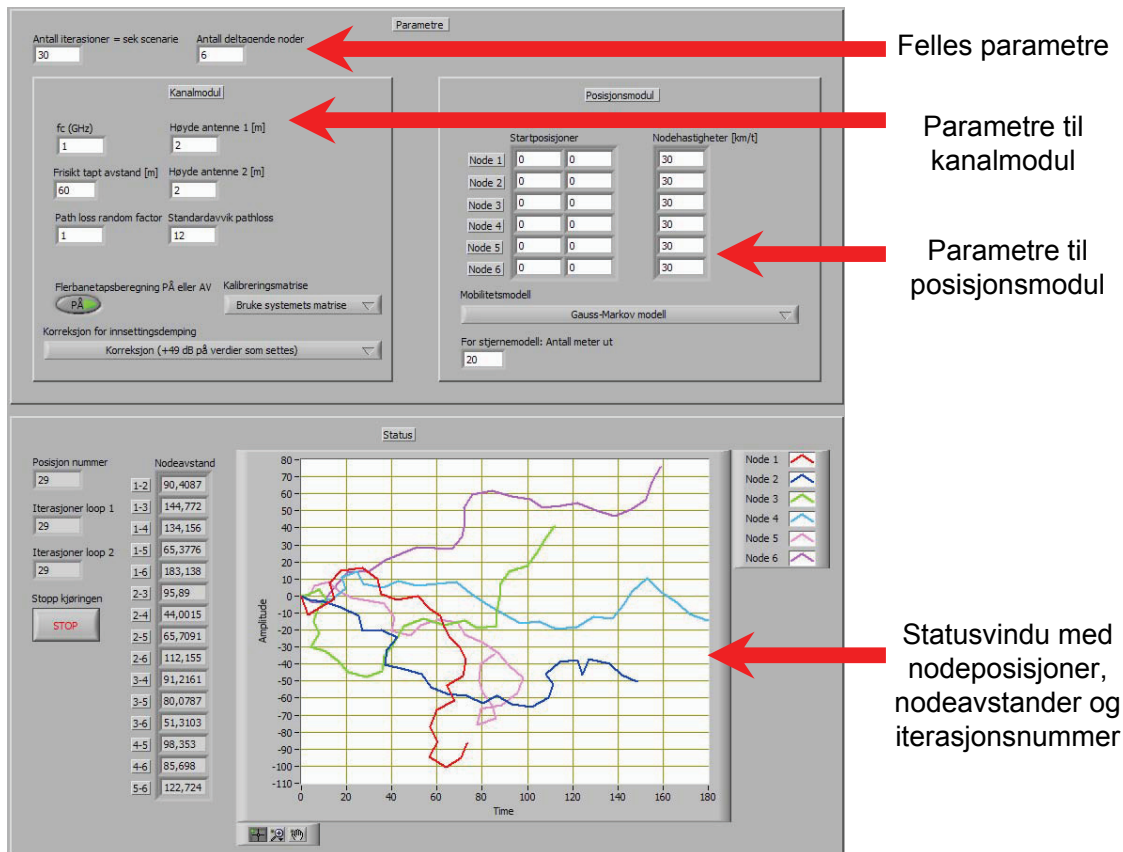 Parametre
Antall iterasjoner = sek scenarie
30
Antall deltagende noder
6
Kanalmodul
fc (GHz)
1
Høyde antenne 1 [m]
2
Frisikt tapt avstand [m]
60
Høyde antenne 2 [m]
2
Path loss random factor
1
Standardavvik pathloss
12
Flerbanetapsberegning PÅ eller AV
PÅ
Kalibreringsmatrise
Bruke systemets matrise
Korreksjon for innsettingsdemping
Korreksjon (+49 dB på verdier som settes)
Posisjonsmodul
Startposisjoner
Nodehastigheter [km/t]
Node 1 0 0 30
Node 2 0 0 30
Node 3 0 0 30
Node 4 0 0 30
Node 5 0 0 30
Node 6 0 0 30
Mobilitetsmodell
Gauss-Markov modell
For stjernemodell: Antall meter ut
20
Felles parametre
Parametre til
kanalmodul
Parametre til
posisjonsmodul
Status
Posisjon nummer
29
Iterasjoner loop 1
29
Iterasjoner loop 2
29
Stopp kjøringen
STOP
Nodeavstand
1-2 90,4087
1-3 144,772
1-4 134,156
1-5 65,3776
1-6 183,138
2-3 95,89
2-4 44,0015
2-5 65,7091
2-6 112,155
3-4 91,2161
3-5 80,0787
3-6 51,3103
4-5 98,353
4-6 85,698
5-6 122,724
Amplitude
80
70
60
50
40
30
20
10
0
-10
-20
-30
-40
-50
-60
-70
-80
-90
-100
-110
0 20 40 60 80 100 120 140 160 180
Time
Node 1
Node 2
Node 3
Node 4
Node 5
Node 6
Statusvindu med
nodeposisjoner,
nodeavstander og
iterasjonsnummer